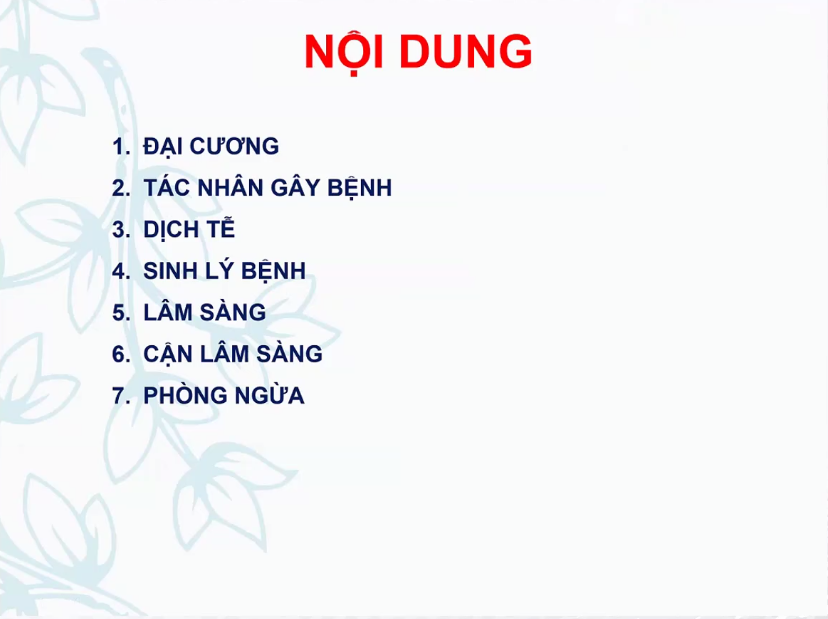 NỘI DUNG
1. ĐẠI CƯƠNG
2. TÁC NHÂN GÂY BỆNH
3. DỊCH TỄ
4. SINH LÝ BỆNH
5. LÂM SÀNG
6. CẬN LÂM SÀNG
7. PHÒNG NGỪA